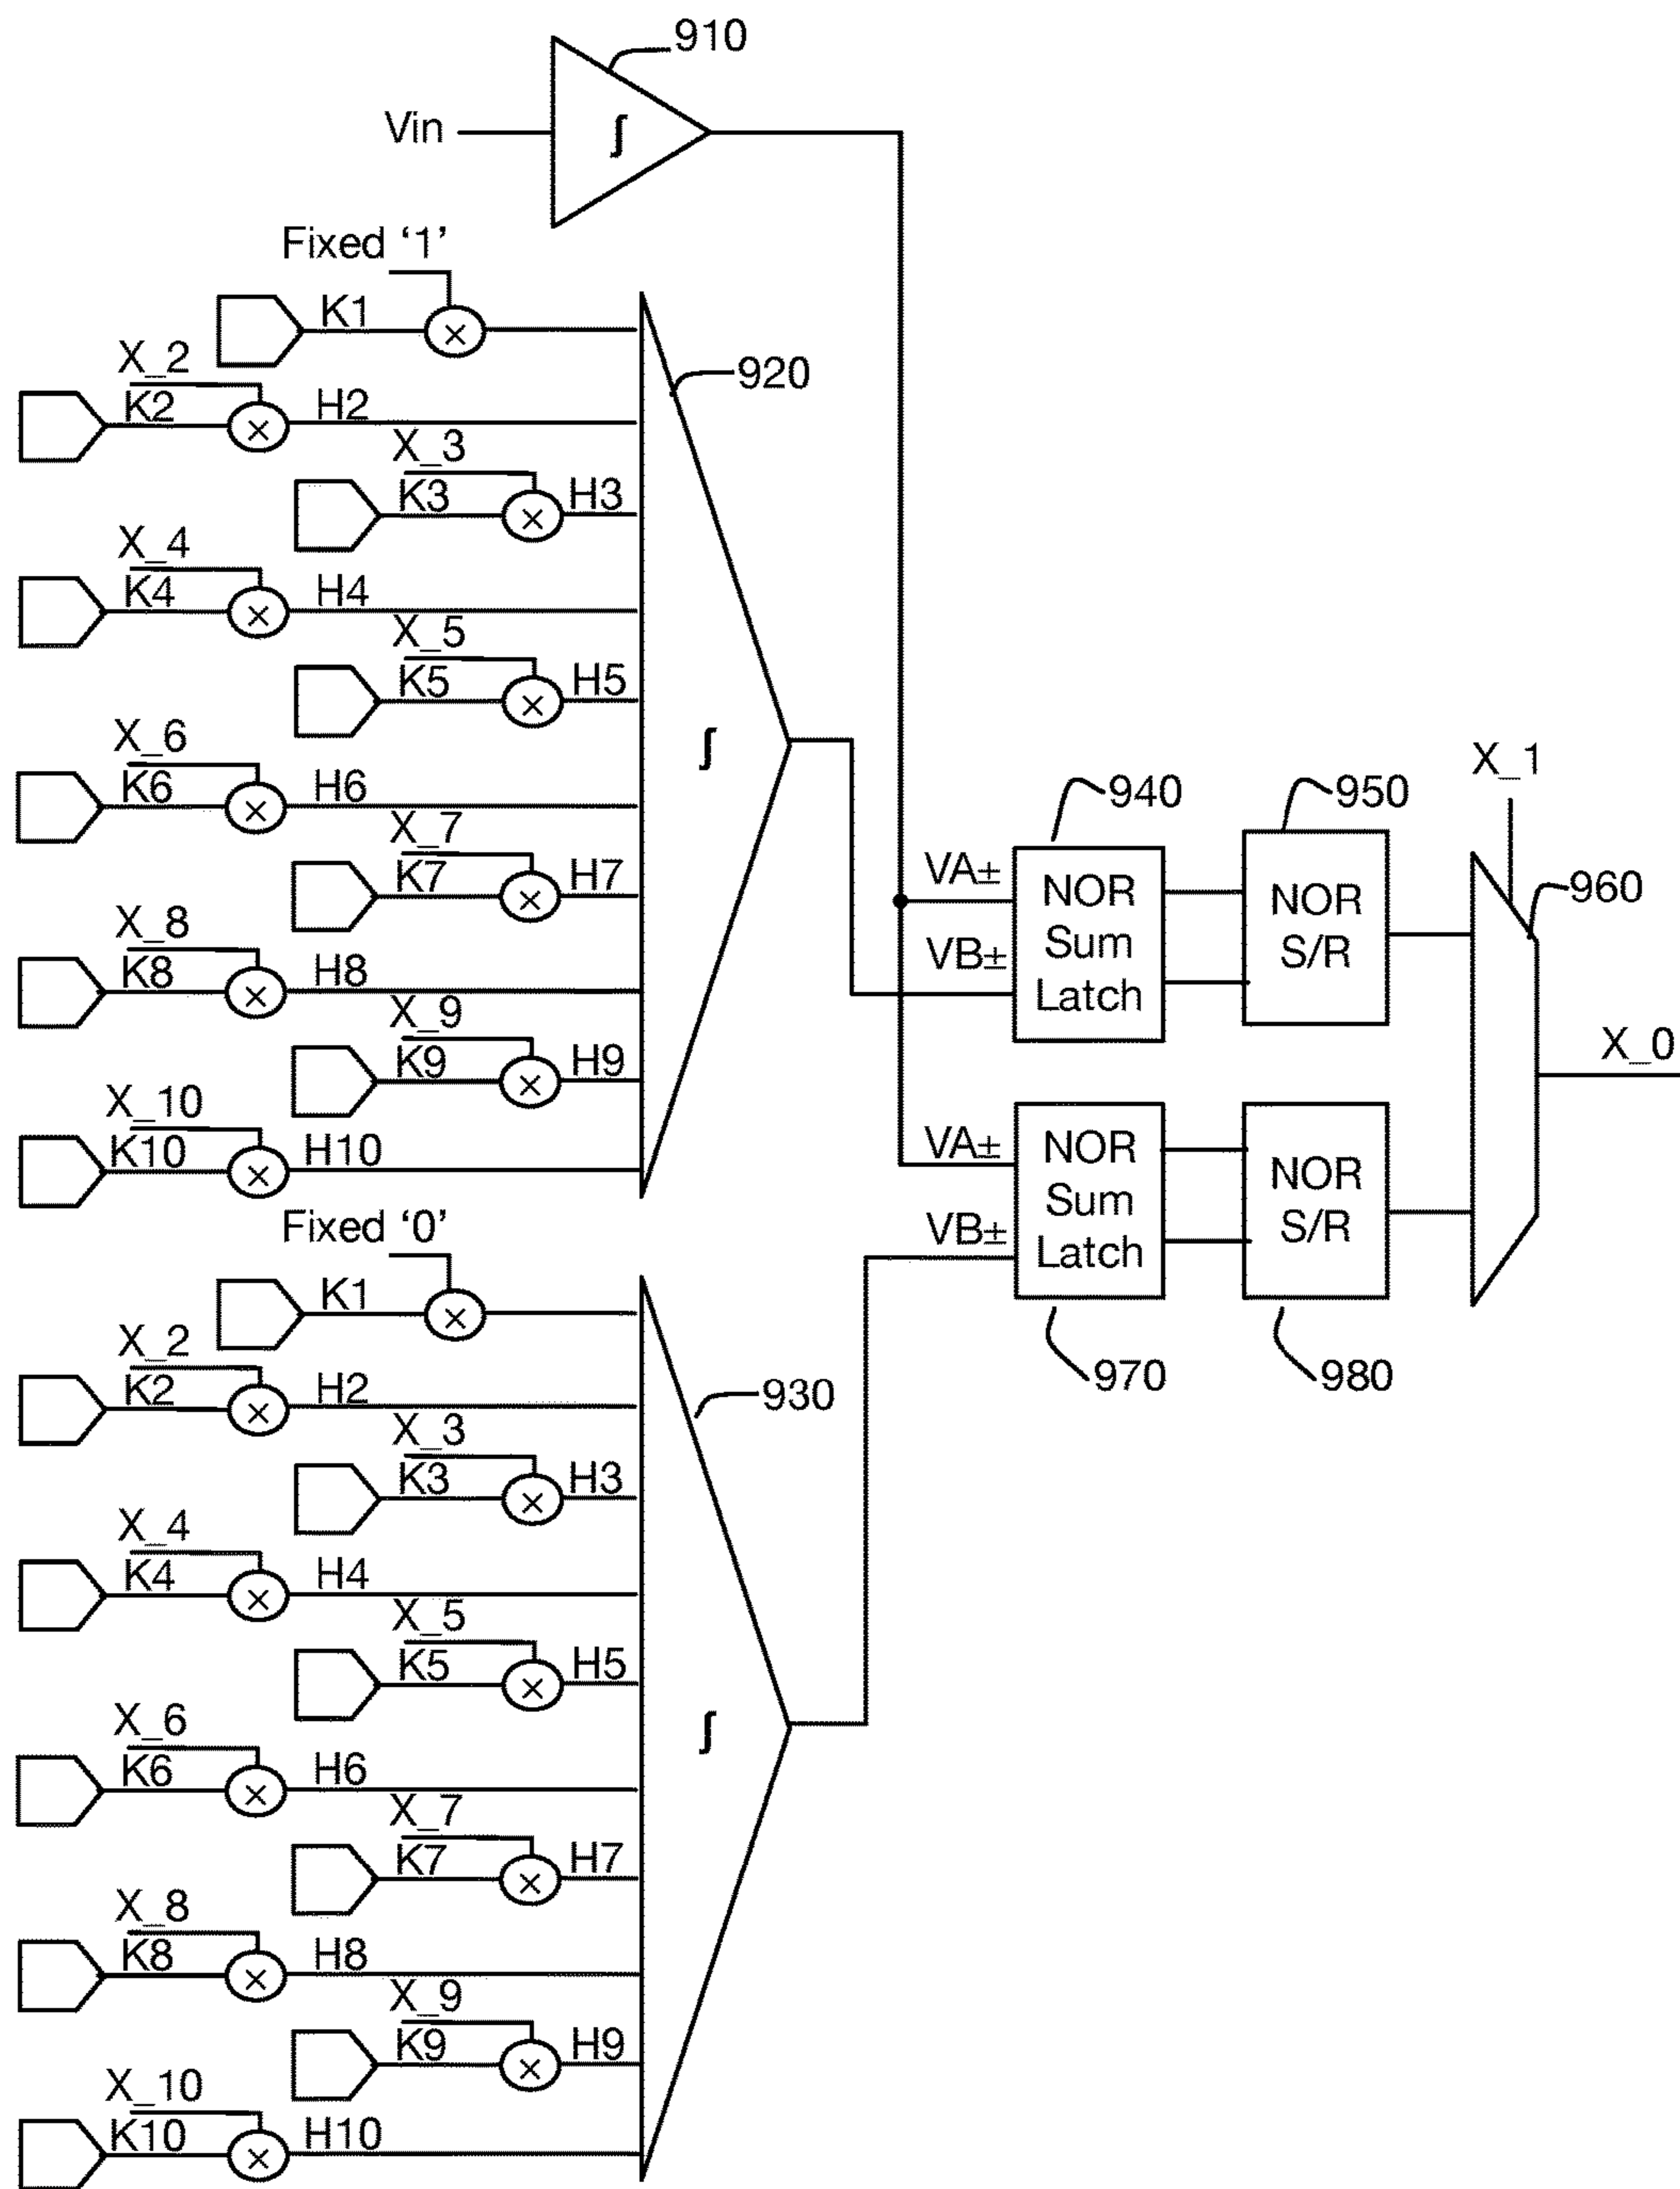 910
Vin
∫
Fixed ‘1’
K1
×
920
X_2
K2
×
H2
X_3
K3
×
H3
X_4
K4
×
H4
X_5
K5
×
H5
∫
X_6
K6
×
H6
X_7
K7
×
H7
X_8
K8
×
H8
X_9
K9
×
H9
X_10
K10
×
H10
X_1
940
950
960
VA±
VB±
NOR
Sum
Latch
NOR
S/R
X_0
VA±
VB±
NOR
Sum
Latch
NOR
S/R
970
980
Fixed ‘0’
K1
×
930
X_2
K2
×
H2
X_3
K3
×
H3
X_4
K4
×
H4
X_5
K5
×
H5
∫
X_6
K6
×
H6
X_7
K7
×
H7
X_8
K8
×
H8
X_9
K9
×
H9
X_10
K10
×
H10